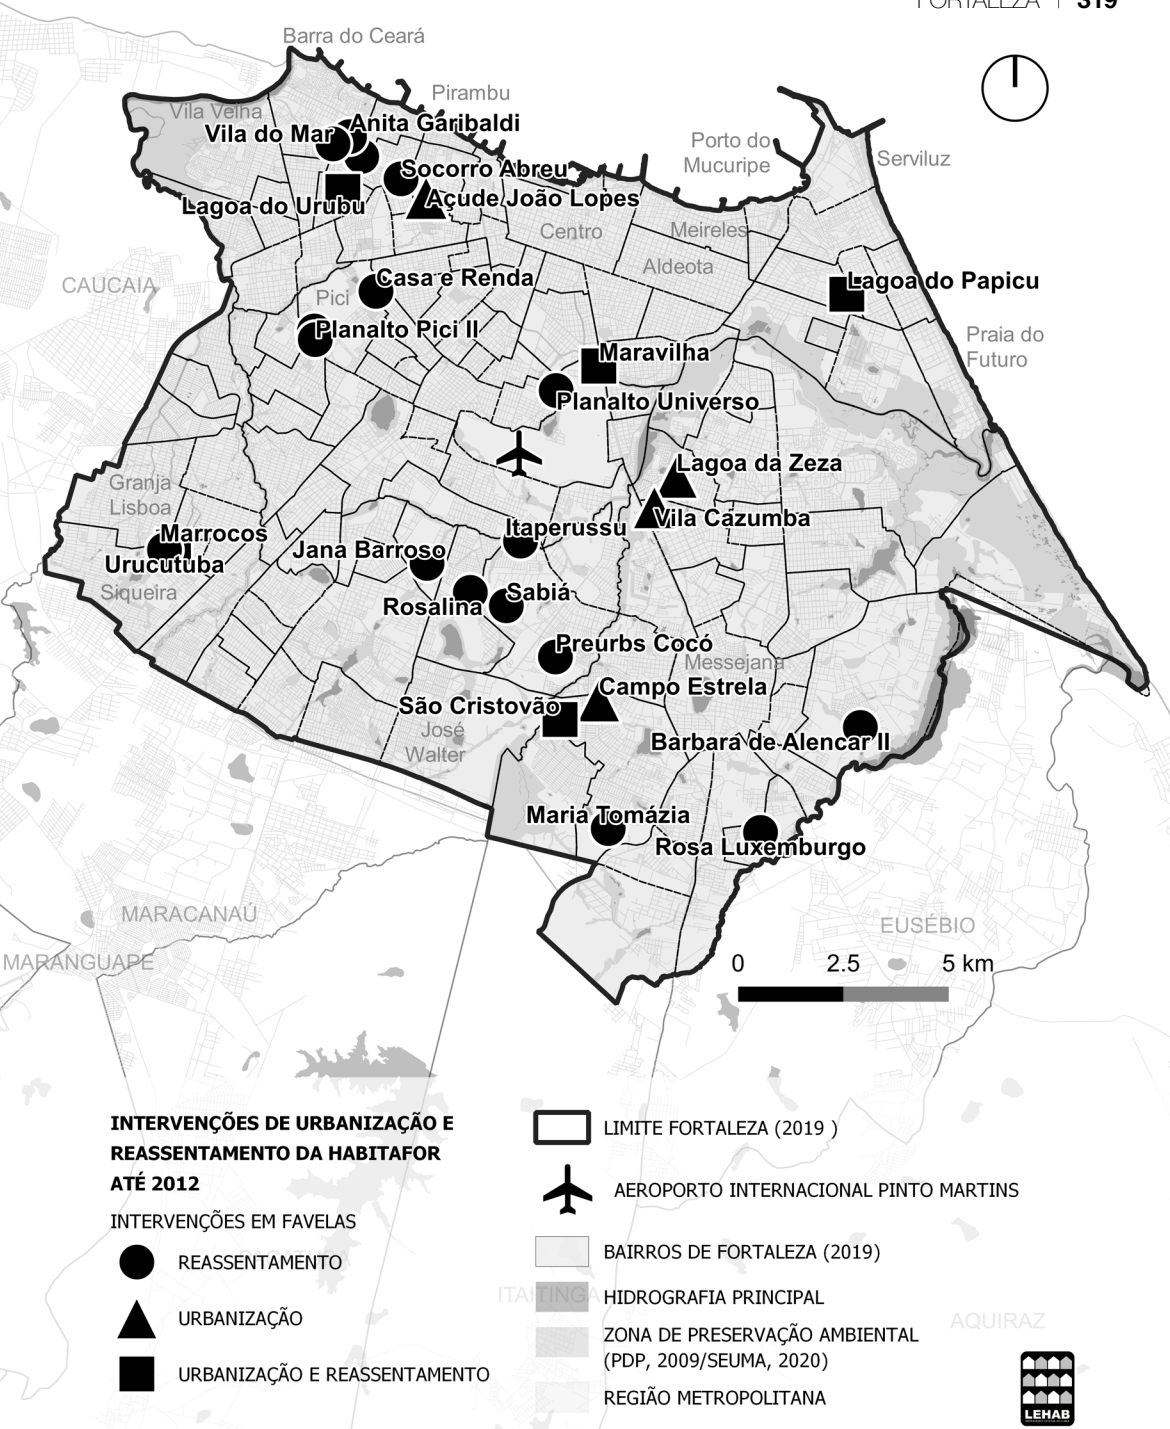 FORTALEZA | 319
Barra do Ceará
Pirambu
Vila Velha
Anita Garibaldi
Vila do Mar
Porto do
Mucuripe
Serviluz
Socorro Abreu
Lagoa do Urubu
Açude João Lopes
Centro
Meireles
Aldeota
CAUCAIA
Casa e Renda
Lagoa do Papicu
Pici
Planalto Pici II
Praia do
Futuro
Maravilha
Planalto Universo
Lagoa da Zeza
Granja
Lisboa
Vila Cazumba
Marrocos
Itaperussu
Jana Barroso
Urucutuba
Siqueira
Sabiá
Rosalina
Preurbs Cocó
Messejana
Campo Estrela
São Cristovão
José
Walter
Barbara de Alencar II
Maria Tomázia
Rosa Luxemburgo
MARACANAÚ
EUSÉBIO
MARANGUAPE
0 2.5 5 km
INTERVENÇÕES DE URBANIZAÇÃO E
REASSENTAMENTO DA HABITAFOR
ATÉ 2012
INTERVENÇÕES EM FAVELAS
REASSENTAMENTO
URBANIZAÇÃO
URBANIZAÇÃO E REASSENTAMENTO
LIMITE FORTALEZA (2019 )
AEROPORTO INTERNACIONAL PINTO MARTINS
BAIRROS DE FORTALEZA (2019)
HIDROGRAFIA PRINCIPAL
ZONA DE PRESERVAÇÃO AMBIENTAL
(PDP, 2009/SEUMA, 2020)
REGIÃO METROPOLITANA
ITAITINGA
AQUIRAZ
LEHAB